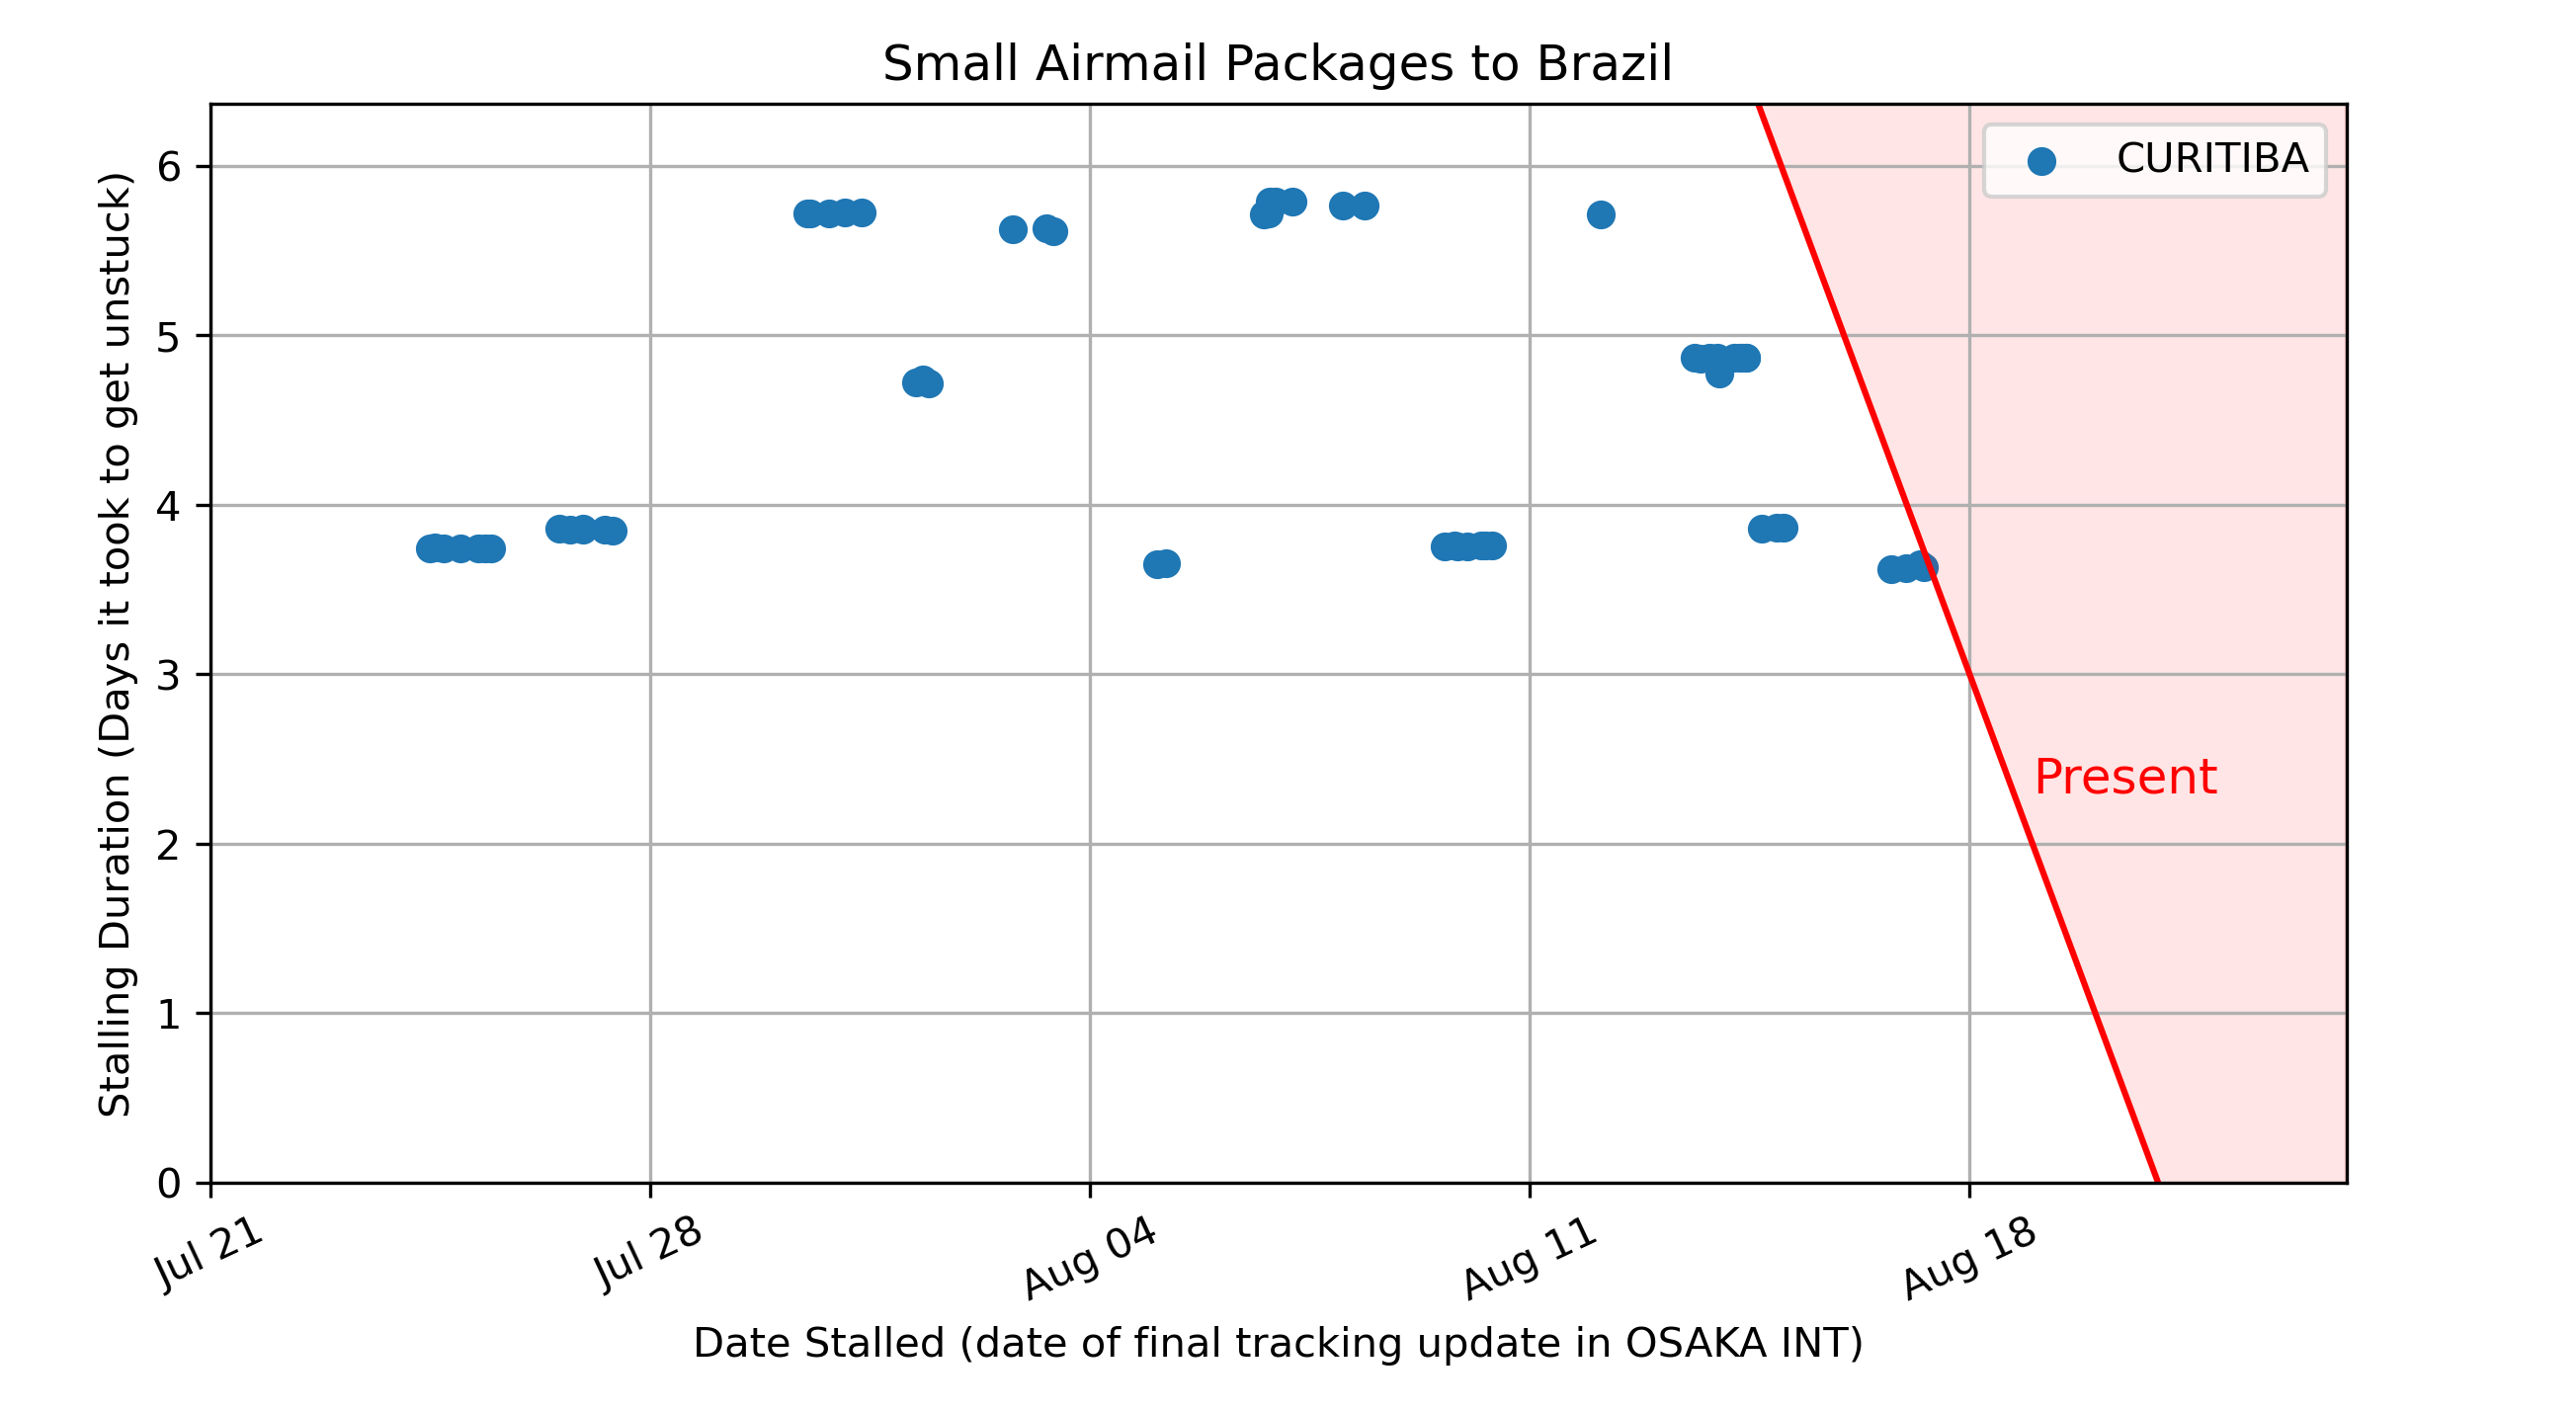 Small Airmail Packages to Brazil
CURITIBA
6
5
4
3
2
1
0
Stalling Duration (Days it took to get unstuck)
Present
Jul 21
Jul 28
Aug 04
Aug 11
Aug 18
Date Stalled (date of final tracking update in OSAKA INT)